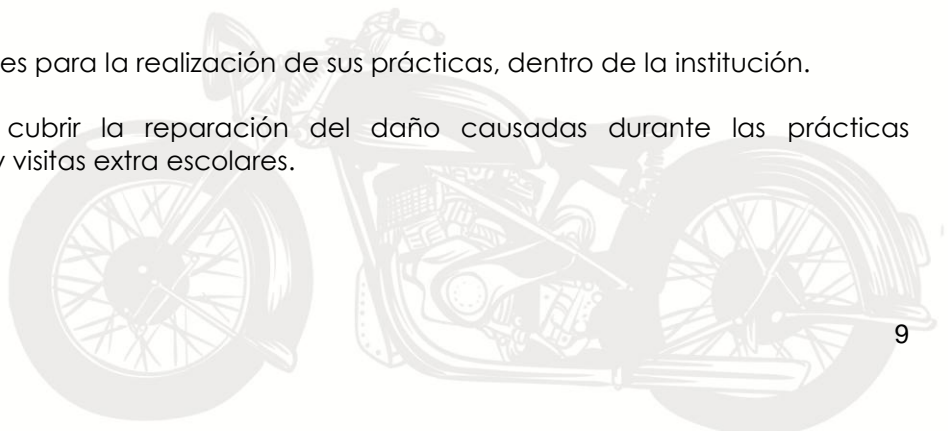 es para la realización de sus prácticas, dentro de la institución.
cubrir la reparación del daño causadas durante las prácticas
y visitas extra escolares.
9